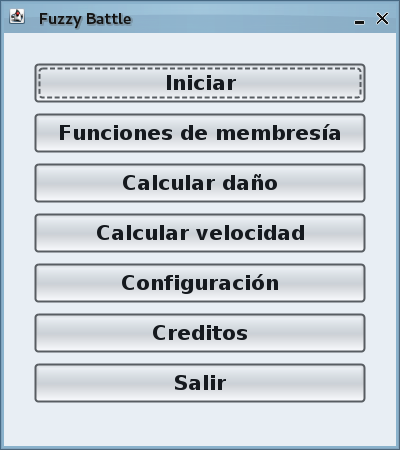 Fuzzy Battle
Iniciar
Funciones de membresía
Calcular daño
Calcular velocidad
Configuración
Creditos
Salir